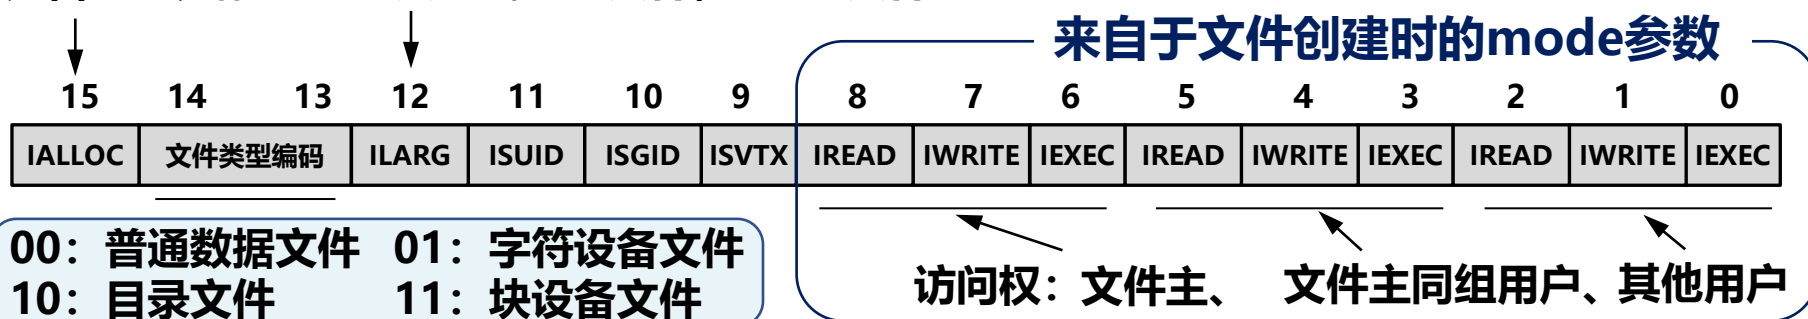 来自于文件创建时的mode参数
15 14 13 12 11 10 9 8 7 6 5 4 3 2 1 0
IALLOC 文件类型编码 ILARG ISUID ISGID ISVTX IREAD IWRITE IEXEC IREAD IWRITE IEXEC IREAD IWRITE IEXEC
00：普通数据文件 01：字符设备文件
10：目录文件 11：块设备文件
访问权：文件主、 文件主同组用户、其他用户